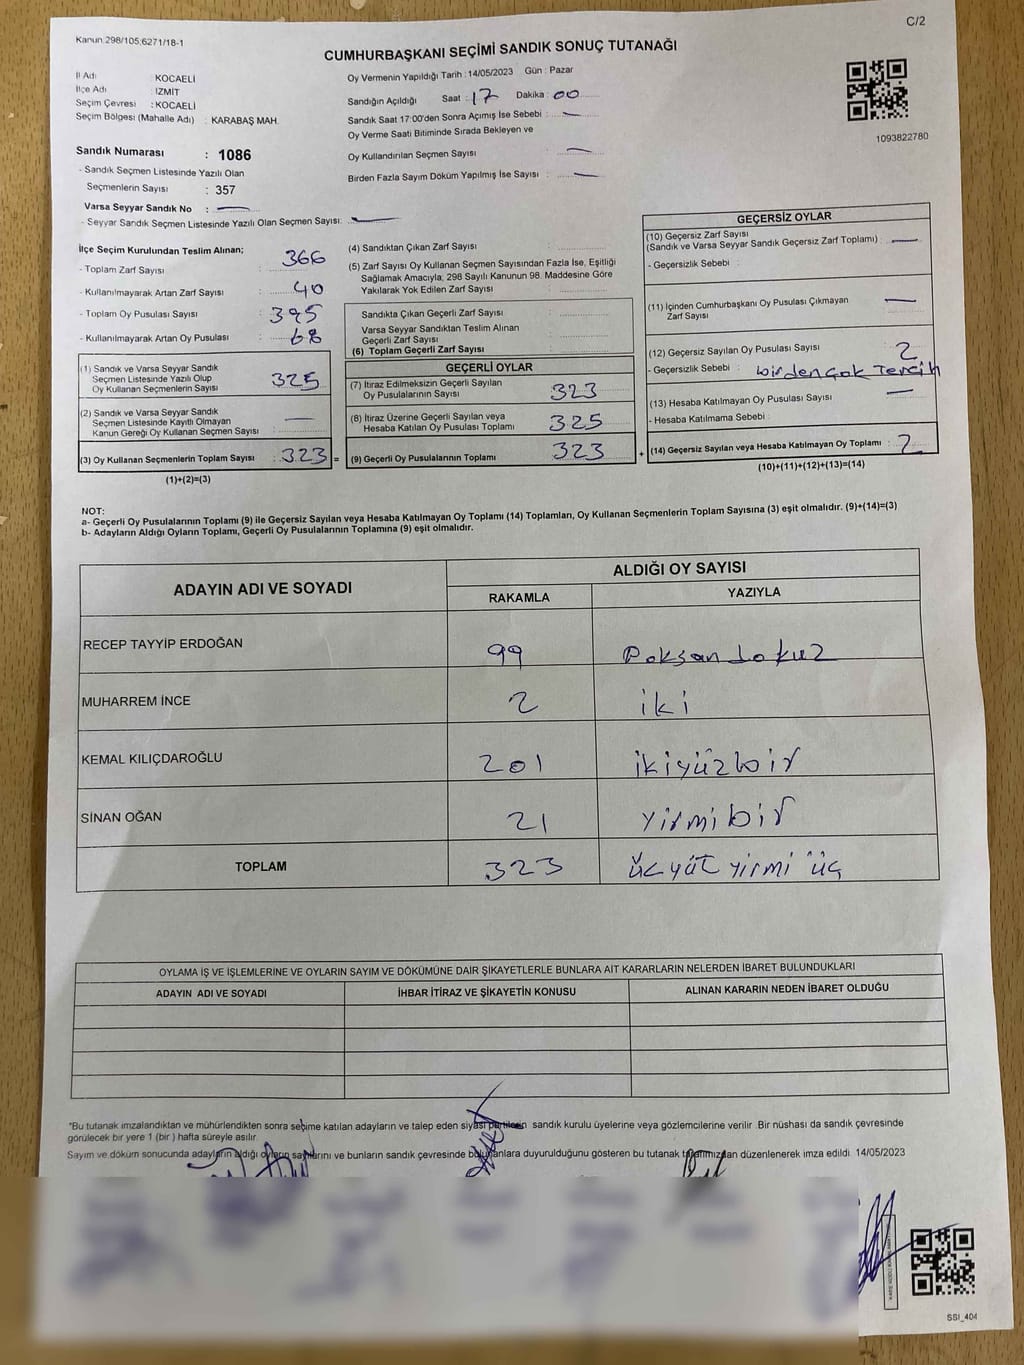 C/2
Kanun:298/105;6271/18-1
CUMHURBAŞKANI SEÇİMİ SANDIK SONUÇ TUTANAĞI
İl Adı : KOCAELİ
İlçe Adı : İZMİT
Seçim Çevresi : KOCAELİ
Seçim Bölgesi (Mahalle Adı) : KARABAŞ MAH.
Sandık Numarası : 1086
- Sandık Seçmen Listesinde Yazılı Olan
Seçmenlerin Sayısı : 357
Varsa Seyyar Sandık No :
- Seyyar Sandık Seçmen Listesinde Yazılı Olan Seçmen Sayısı:
Oy Vermenin Yapıldığı Tarih : 14/05/2023 Gün : Pazar
Sandığın Açıldığı Saat : 17 Dakika : 00
Sandık Saat 17:00'den Sonra Açımış İse Sebebi :
Oy Verme Saati Bitiminde Sırada Bekleyen ve
Oy Kullandırılan Seçmen Sayısı :
Birden Fazla Sayım Döküm Yapılmış İse Sayısı :
1093822780
İlçe Seçim Kurulundan Teslim Alınan;
- Toplam Zarf Sayısı : 366
- Kullanılmayarak Artan Zarf Sayısı : 40
- Toplam Oy Pusulası Sayısı : 395
- Kullanılmayarak Artan Oy Pusulası : 68
(1) Sandık ve Varsa Seyyar Sandık
Seçmen Listesinde Yazılı Olup
Oy Kullanan Seçmenlerin Sayısı : 325
(2) Sandık ve Varsa Seyyar Sandık
Seçmen Listesinde Kayıtlı Olmayan
Kanun Gereği Oy Kullanan Seçmen Sayısı :
(3) Oy Kullanan Seçmenlerin Toplam Sayısı : 323 =
(1)+(2)=(3)
(4) Sandıktan Çıkan Zarf Sayısı :
(5) Zarf Sayısı Oy Kullanan Seçmen Sayısından Fazla İse, Eşitliği
Sağlamak Amacıyla; 298 Sayılı Kanunun 98. Maddesine Göre
Yakılarak Yok Edilen Zarf Sayısı :
Sandıkta Çıkan Geçerli Zarf Sayısı :
Varsa Seyyar Sandıktan Teslim Alınan
Geçerli Zarf Sayısı :
(6) Toplam Geçerli Zarf Sayısı :
GEÇERLİ OYLAR
(7) İtiraz Edilmeksizin Geçerli Sayılan
Oy Pusulalarının Sayısı : 323
(8) İtiraz Üzerine Geçerli Sayılan veya
Hesaba Katılan Oy Pusulası Toplamı : 325
(9) Geçerli Oy Pusulalarının Toplamı : 323 +
GEÇERSİZ OYLAR
(10) Geçersiz Zarf Sayısı
(Sandık ve Varsa Seyyar Sandık Geçersiz Zarf Toplamı) :
- Geçersizlik Sebebi :
(11) İçinden Cumhurbaşkanı Oy Pusulası Çıkmayan
Zarf Sayısı :
(12) Geçersiz Sayılan Oy Pusulası Sayısı : 2
- Geçersizlik Sebebi : birden çok Tercih
(13) Hesaba Katılmayan Oy Pusulası Sayısı :
- Hesaba Katılmama Sebebi :
(14) Geçersiz Sayılan veya Hesaba Katılmayan Oy Toplamı : 2
(10)+(11)+(12)+(13)=(14)
NOT:
a- Geçerli Oy Pusulalarının Toplamı (9) ile Geçersiz Sayılan veya Hesaba Katılmayan Oy Toplamı (14) Toplamları, Oy Kullanan Seçmenlerin Toplam Sayısına (3) eşit olmalıdır. (9)+(14)=(3)
b- Adayların Aldığı Oyların Toplamı, Geçerli Oy Pusulalarının Toplamına (9) eşit olmalıdır.
ADAYIN ADI VE SOYADI
ALDIĞI OY SAYISI
RAKAMLA YAZIYLA
RECEP TAYYİP ERDOĞAN 99 Doksan dokuz
MUHARREM İNCE 2 iki
KEMAL KILIÇDAROĞLU 201 ikiyüzbir
SİNAN OĞAN 21 Yirmibir
TOPLAM 323 üçyüt yirmi üç
OYLAMA İŞ VE İŞLEMLERİNE VE OYLARIN SAYIM VE DÖKÜMÜNE DAİR ŞİKAYETLERLE BUNLARA AİT KARARLARIN NELERDEN İBARET BULUNDUKLARI
ADAYIN ADI VE SOYADI İHBAR İTİRAZ VE ŞİKAYETİN KONUSU ALINAN KARARIN NEDEN İBARET OLDUĞU
*Bu tutanak imzalandıktan ve mühürlendikten sonra seçime katılan adayların ve talep eden siyasi partilerin sandık kurulu üyelerine veya gözlemcilerine verilir. Bir nüshası da sandık çevresinde
görülecek bir yere 1 (bir) hafta süreyle asılır.
Sayım ve döküm sonucunda adayların aldığı oyların sayılarını ve bunların sandık çevresinde bulunanlara duyurulduğunu gösteren bu tutanak tarafımızdan düzenlenerek imza edildi. 14/05/2023
SSI_404